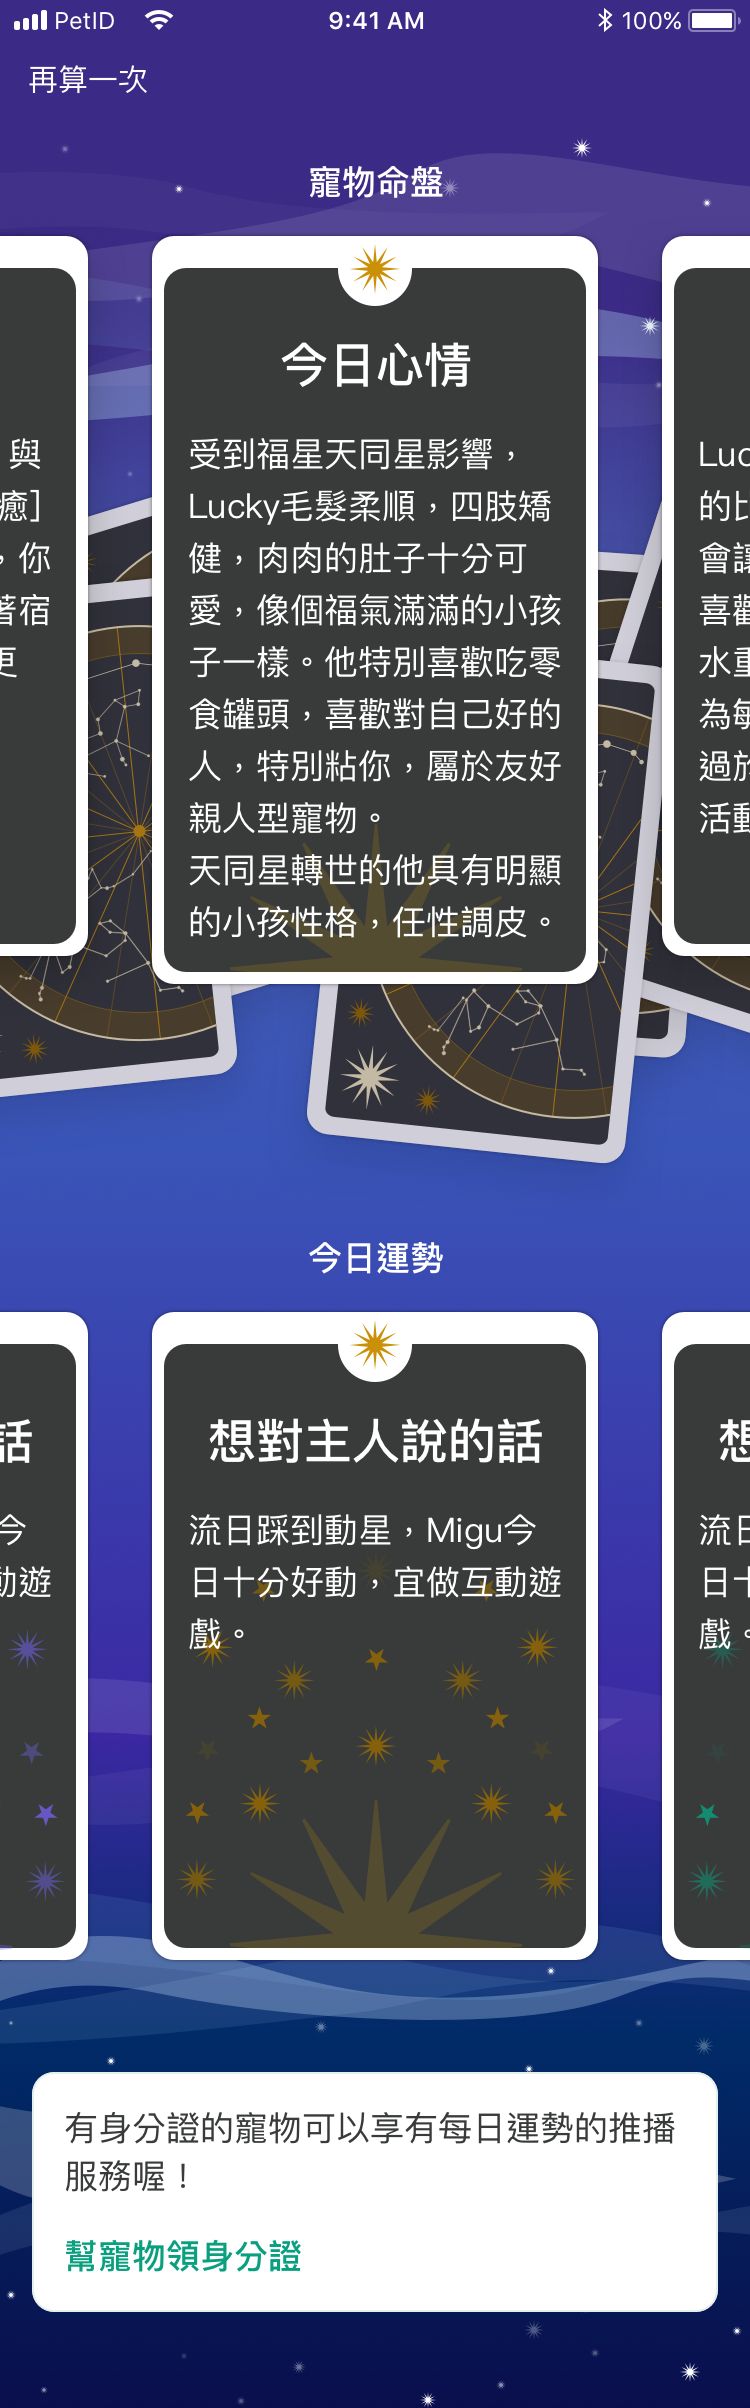 PetID
9:41 AM
100%
再算一次
寵物命盤
今日心情
受到福星天同星影響，
Lucky毛髮柔順，四肢矯
健，肉肉的肚子十分可
愛，像個福氣滿滿的小孩
子一樣。他特別喜歡吃零
食罐頭，喜歡對自己好的
人，特別粘你，屬於友好
親人型寵物。
天同星轉世的他具有明顯
的小孩性格，任性調皮。
與
癒]
，你
著宿
更
Luc
的比
會讓
喜歡
水重
為敏
過於
活動
今日運勢
想對主人說的話
流日踩到動星，Migu今
日十分好動，宜做互動遊
戲。
話
今
動遊
想
流日
日十
戲。
有身分證的寵物可以享有每日運勢的推播
服務喔！
幫寵物領身分證